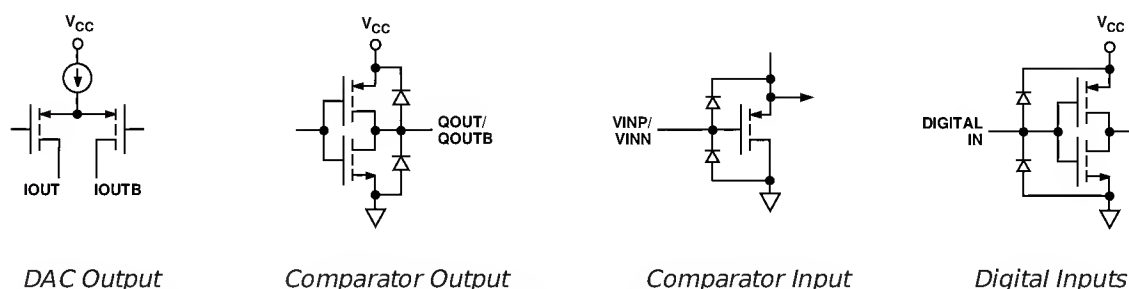 VCC
IOUT IOUTB
DAC Output
VCC
QOUT/
QOUTB
Comparator Output
VINP/
VINN
Comparator Input
VCC
DIGITAL
IN
Digital Inputs